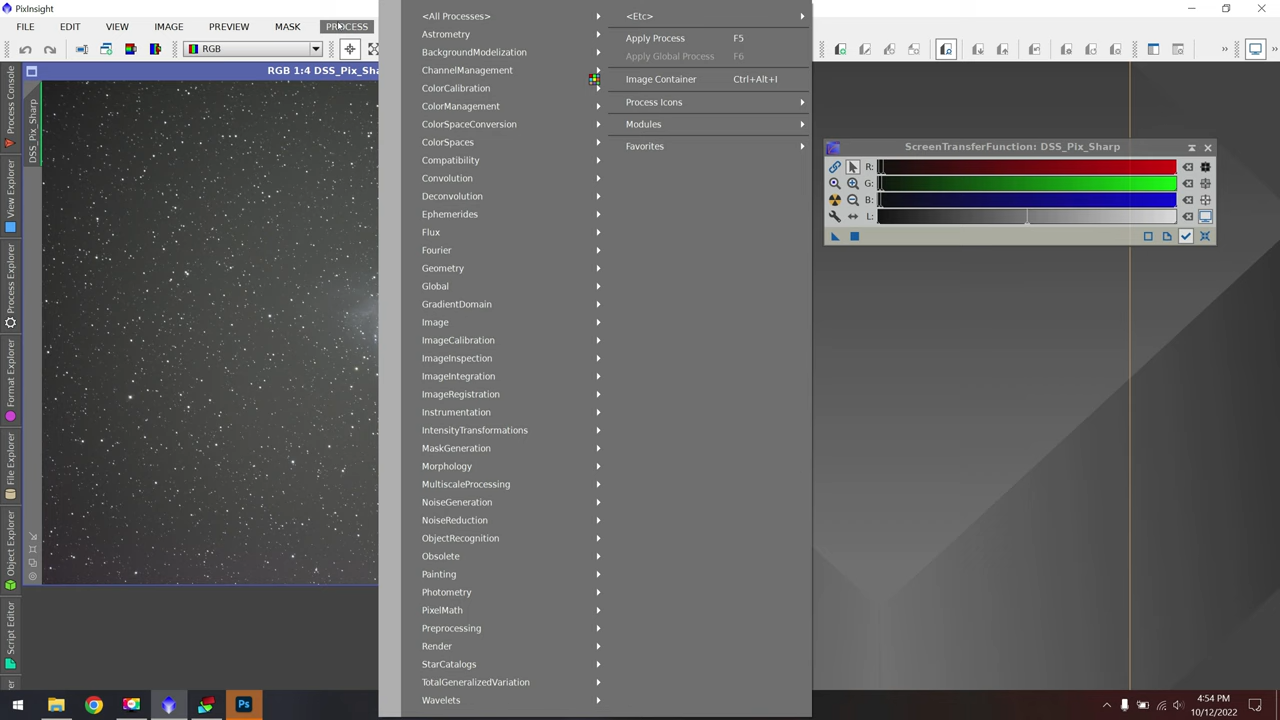 PixInsight
FILE EDIT VIEW PREVIEW IMAGE MASK PROCESS
RGB
RGB 1:4 DSS_Pix_Sha
DSS_Pix_Sharp
Process Console
View Explorer
Process Explorer
Format Explorer
File Explorer
Object Explorer
Script Editor
<All Processes>
Astrometry
BackgroundModelization
ChannelManagement
ColorCalibration
ColorManagement
ColorSpaceConversion
ColorSpaces
Compatibility
Convolution
Deconvolution
Ephemerides
Flux
Fourier
Geometry
Global
GradientDomain
Image
ImageCalibration
ImageInspection
ImageIntegration
ImageRegistration
Instrumentation
IntensityTransformations
MaskGeneration
Morphology
MultiscaleProcessing
NoiseGeneration
NoiseReduction
ObjectRecognition
Obsolete
Painting
Photometry
PixelMath
Preprocessing
Render
StarCatalogs
TotalGeneralizedVariation
Wavelets
<Etc>
Apply Process F5
Apply Global Process F6
Image Container Ctrl+Alt+I
Process Icons
Modules
Favorites
ScreenTransferFunction: DSS_Pix_Sharp
R:
G:
B:
L:
Ps
4:54 PM
10/12/2022